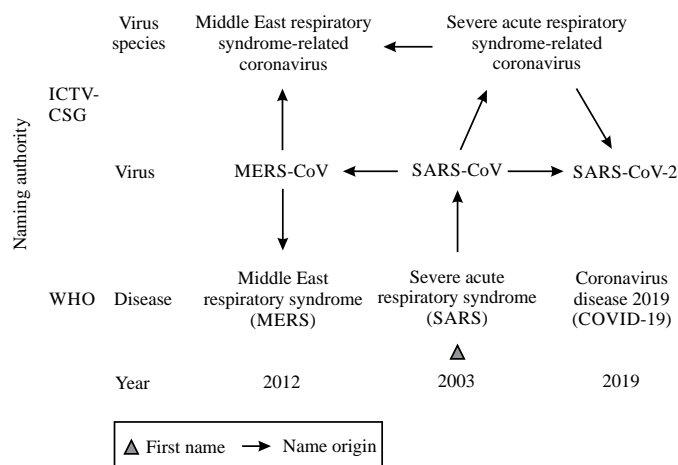 Virus
species
Middle East respiratory
syndrome-related
coronavirus
Severe acute respiratory
syndrome-related
coronavirus
Naming authority
ICTV-
CSG
Virus
MERS-CoV
SARS-CoV
SARS-CoV-2
WHO
Disease
Middle East
respiratory syndrome
(MERS)
Severe acute
respiratory syndrome
(SARS)
Coronavirus
disease 2019
(COVID-19)
Year
2012
2003
2019
First name
Name origin